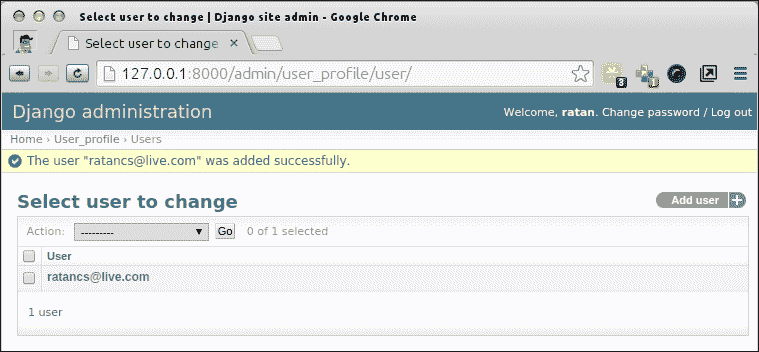 Select user to change | Django site admin - Google Chrome
Select user to change
127.0.0.1:8000/admin/user_profile/user/
3
1
Django administration
Welcome, ratan. Change password / Log out
Home › User_profile › Users
The user "ratancs@live.com" was added successfully.
Select user to change
Add user
Action: --------- Go 0 of 1 selected
User
ratancs@live.com
1 user